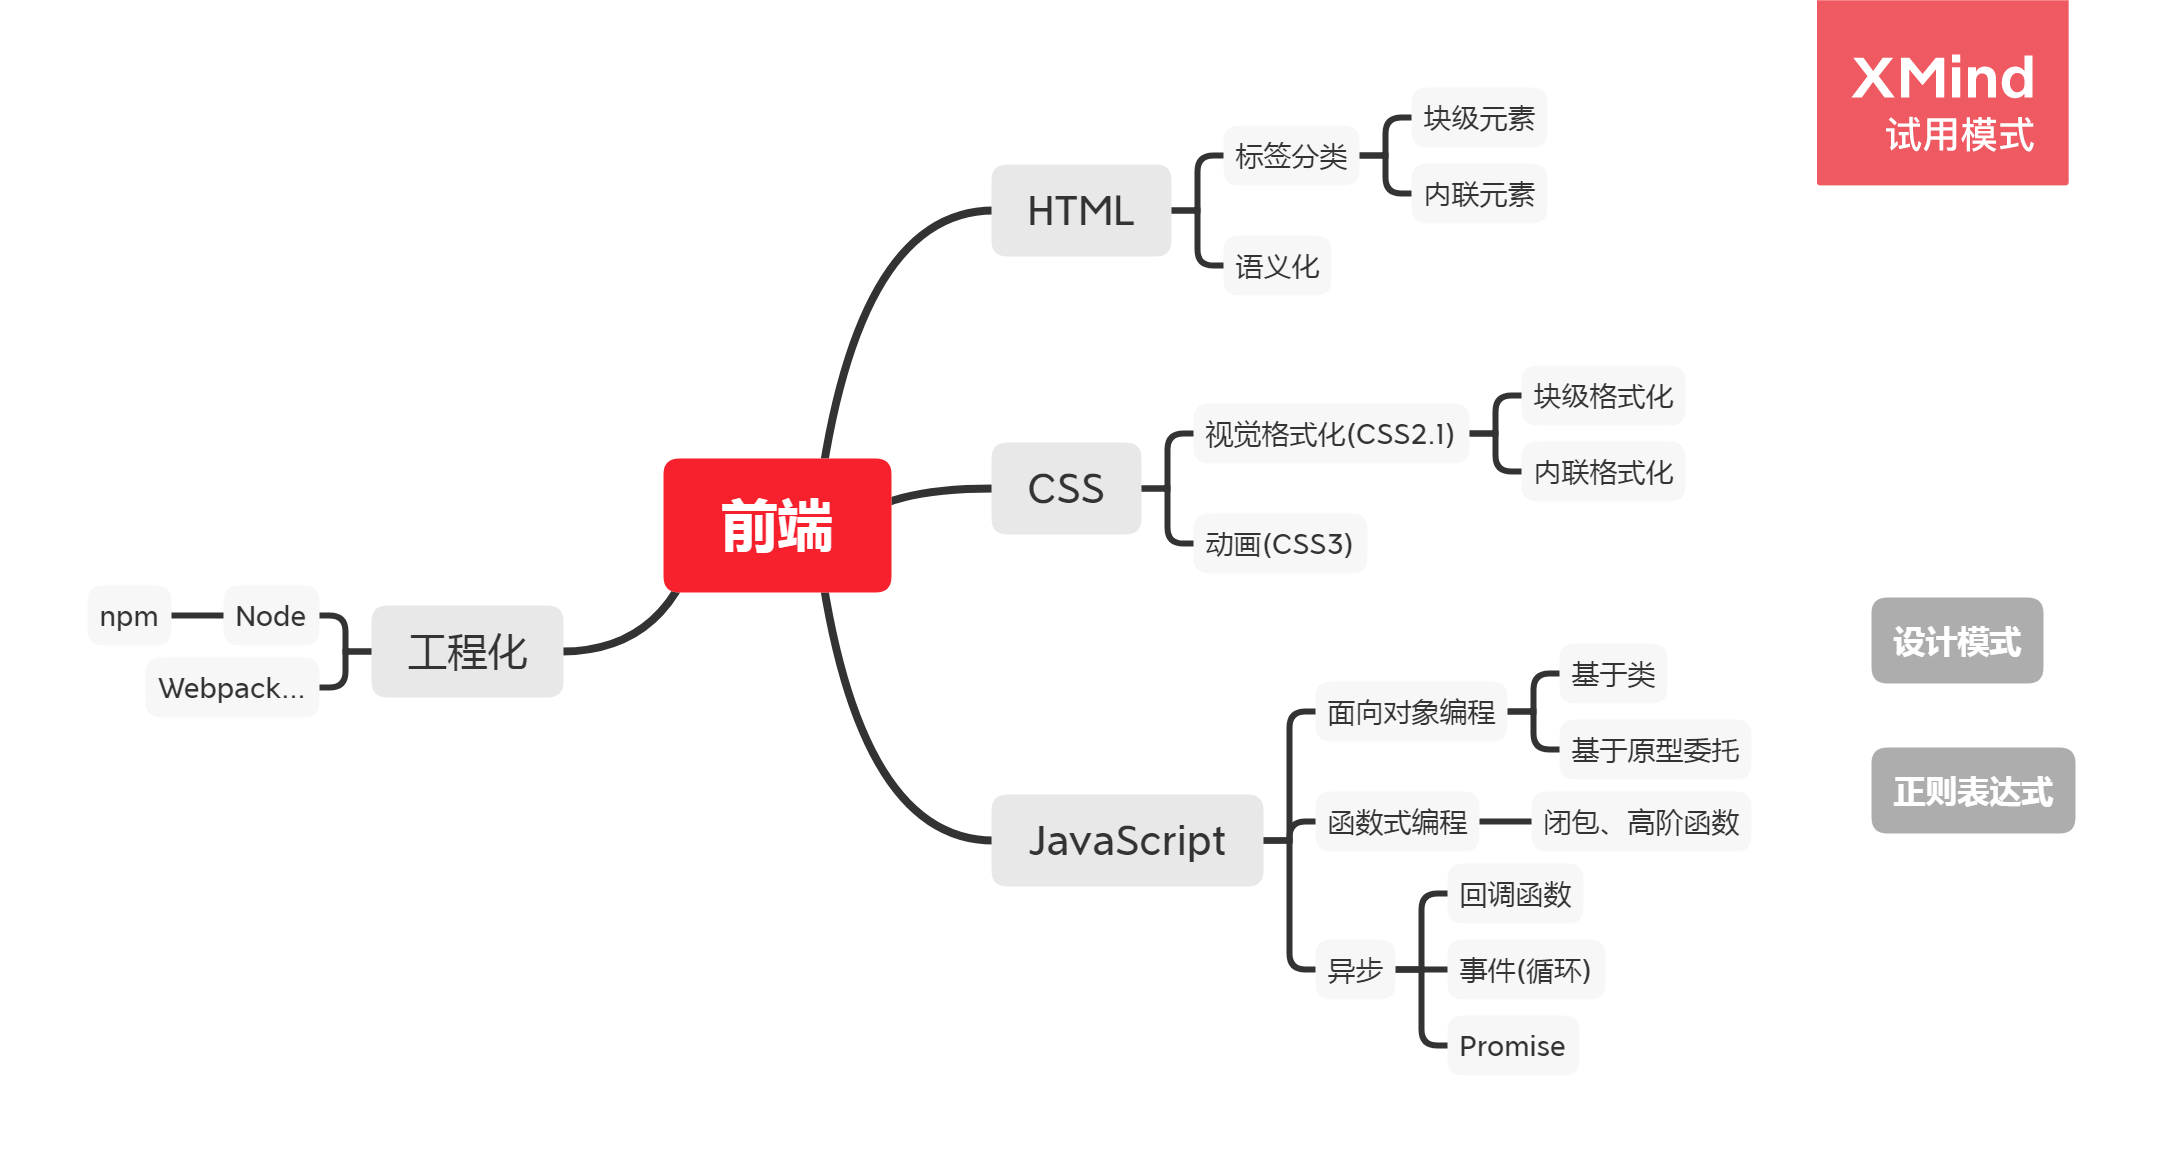 XMind
试用模式
前端
HTML
标签分类
块级元素
内联元素
语义化
CSS
视觉格式化(CSS2.1)
块级格式化
内联格式化
动画(CSS3)
JavaScript
面向对象编程
基于类
基于原型委托
函数式编程
闭包、高阶函数
异步
回调函数
事件(循环)
Promise
工程化
Node
npm
Webpack...
设计模式
正则表达式